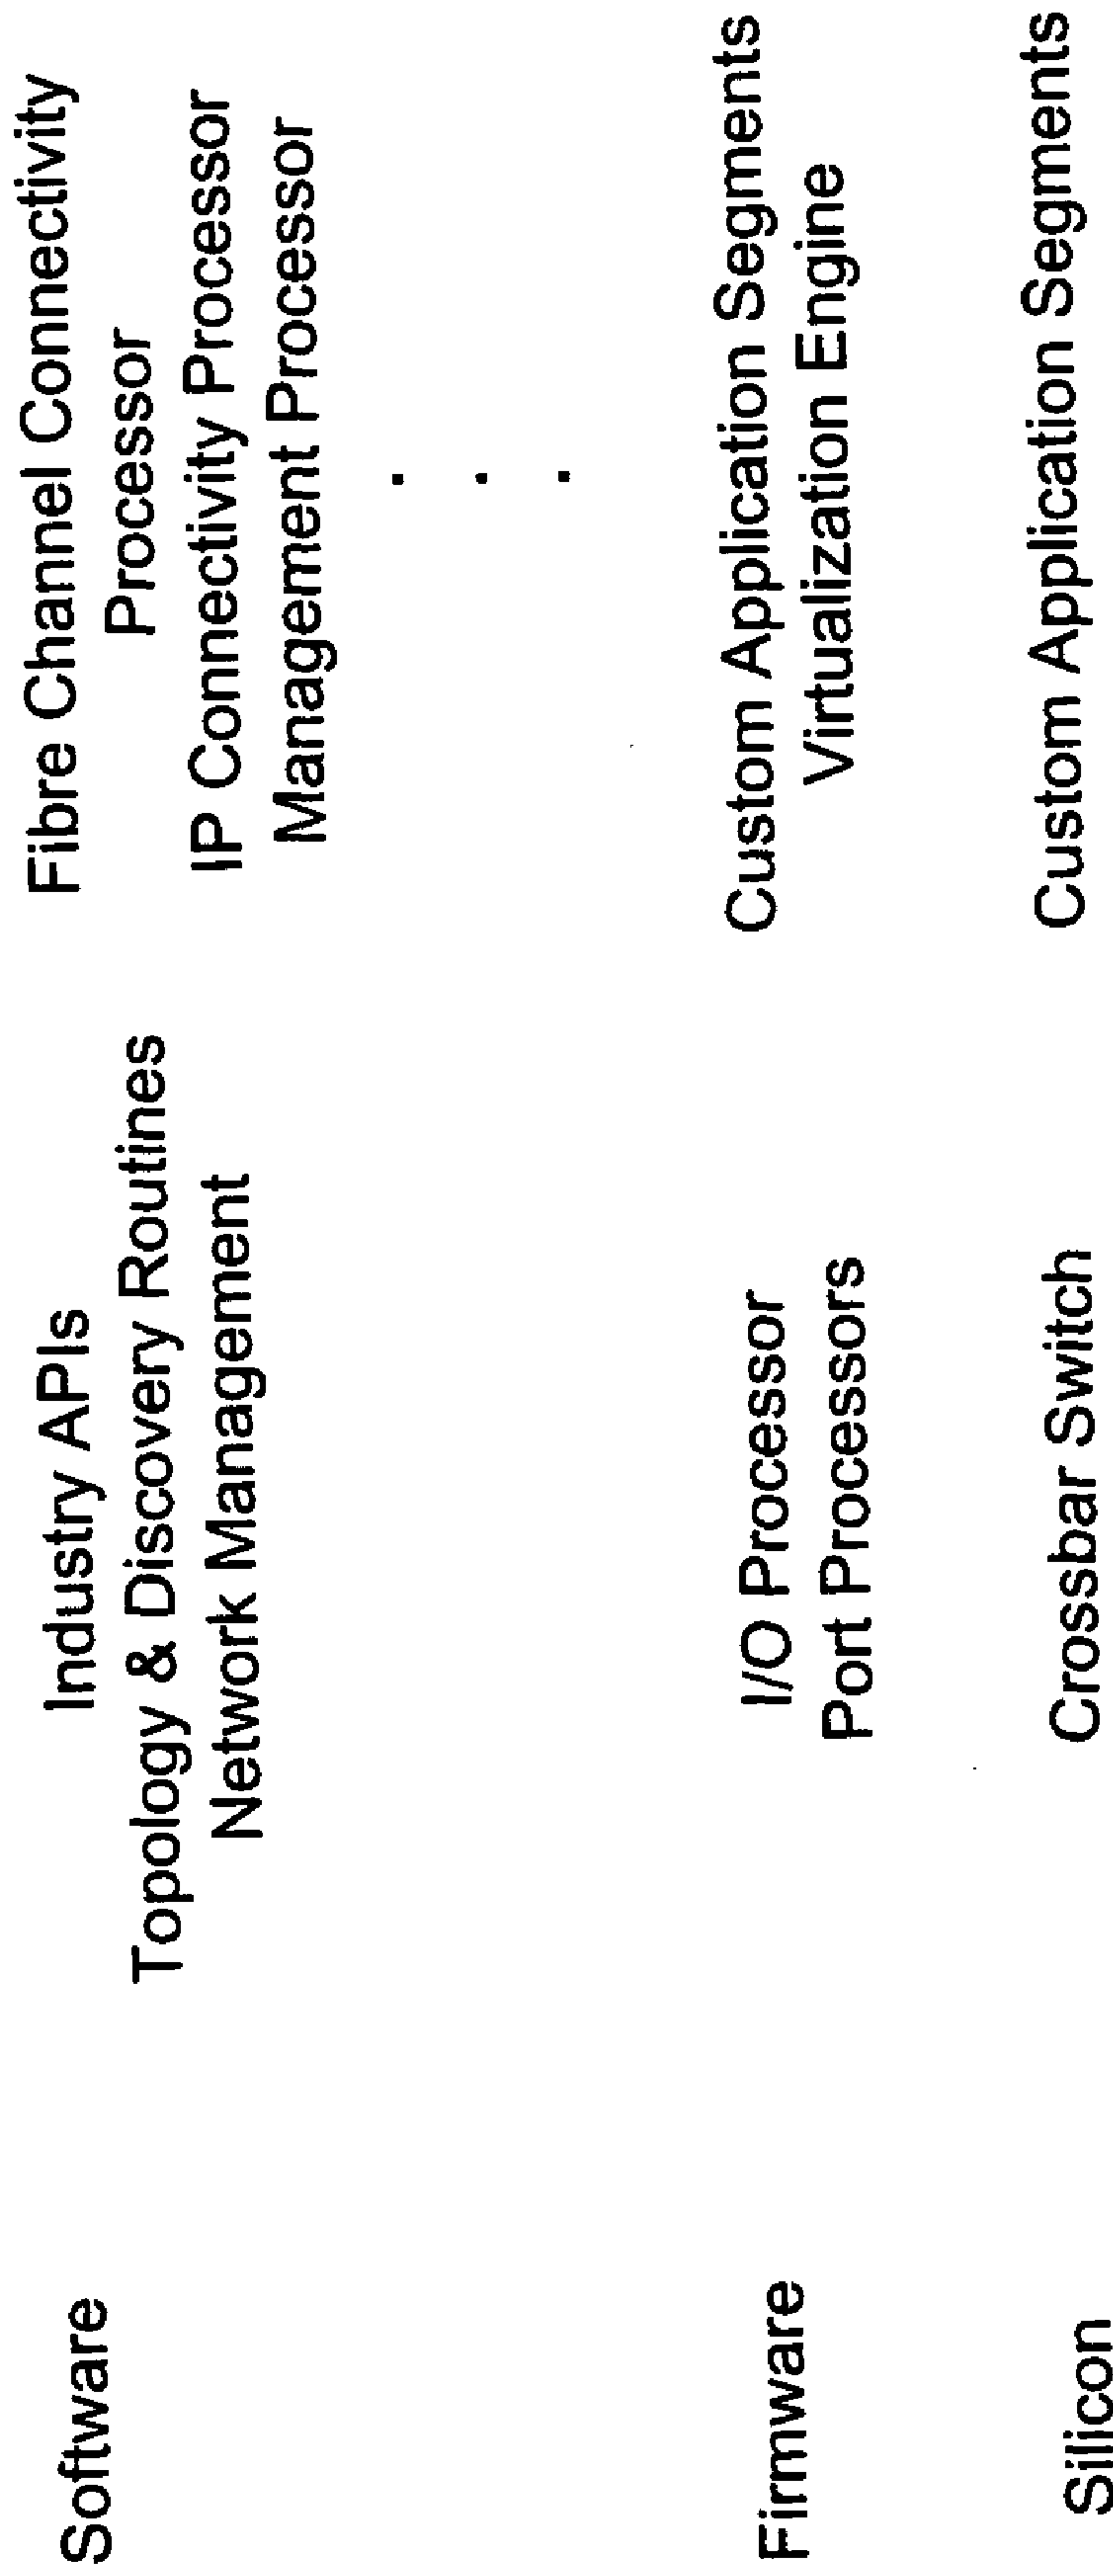 Software
Industry APIs
Topology & Discovery Routines
Network Management
Fibre Channel Connectivity
Processor
IP Connectivity Processor
Management Processor
.
.
.
Firmware
I/O Processor
Port Processors
Custom Application Segments
Virtualization Engine
Silicon
Crossbar Switch
Custom Application Segments